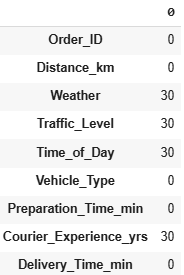 0
Order_ID 0
Distance_km 0
Weather 30
Traffic_Level 30
Time_of_Day 30
Vehicle_Type 0
Preparation_Time_min 0
Courier_Experience_yrs 30
Delivery_Time_min 0